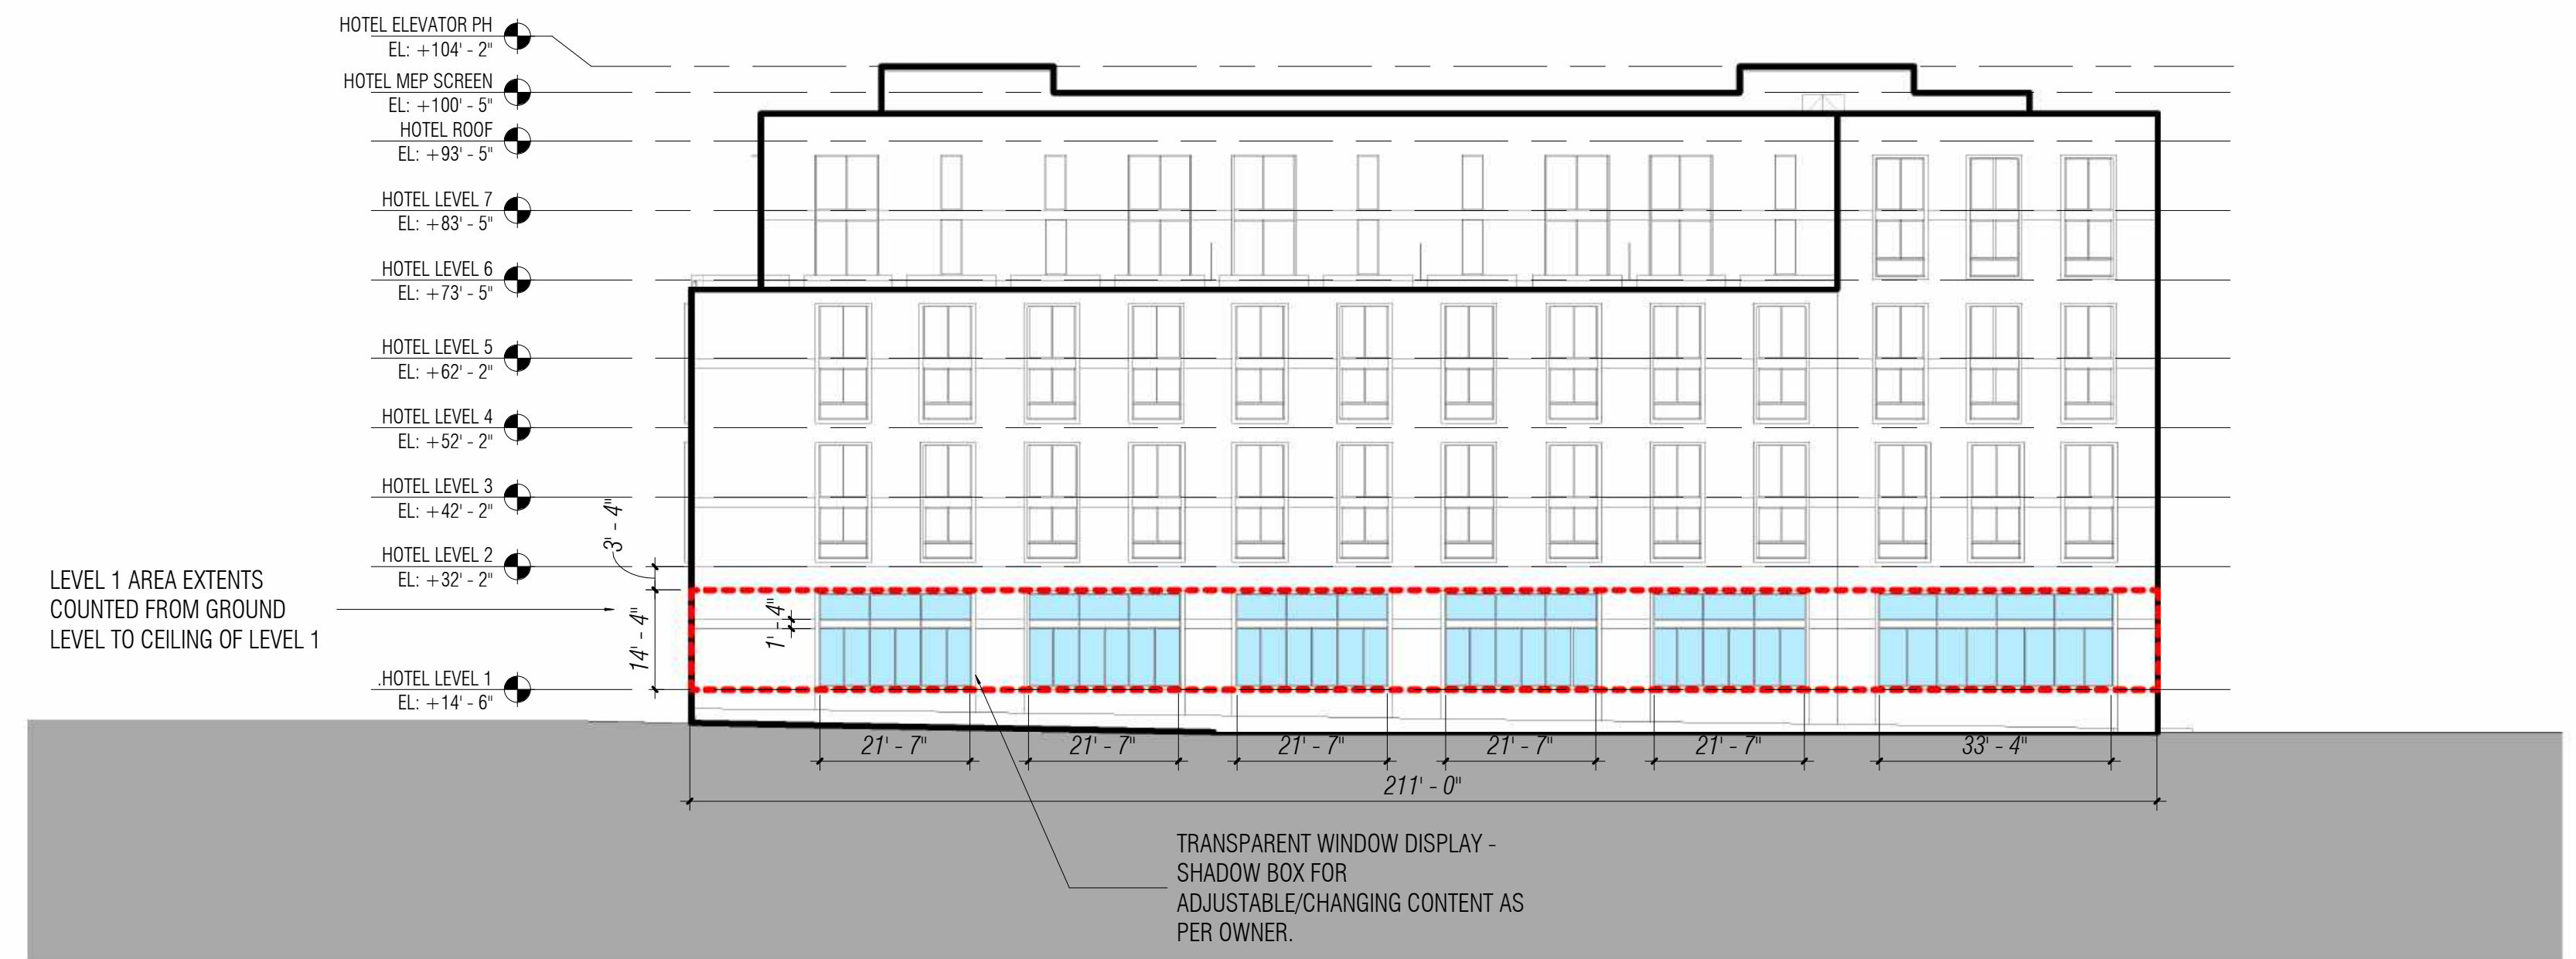 HOTEL ELEVATOR PH
EL: +104' - 2"
HOTEL MEP SCREEN
EL: +100' - 5"
HOTEL ROOF
EL: +93' - 5"
HOTEL LEVEL 7
EL: +83' - 5"
HOTEL LEVEL 6
EL: +73' - 5"
HOTEL LEVEL 5
EL: +62' - 2"
HOTEL LEVEL 4
EL: +52' - 2"
HOTEL LEVEL 3
EL: +42' - 2"
HOTEL LEVEL 2
EL: +32' - 2"
3' - 4"
LEVEL 1 AREA EXTENTS
COUNTED FROM GROUND
LEVEL TO CEILING OF LEVEL 1
14' - 4"
1' - 4"
.HOTEL LEVEL 1
EL: +14' - 6"
21' - 7"
21' - 7"
21' - 7"
21' - 7"
21' - 7"
33' - 4"
211' - 0"
TRANSPARENT WINDOW DISPLAY -
SHADOW BOX FOR
ADJUSTABLE/CHANGING CONTENT AS
PER OWNER.